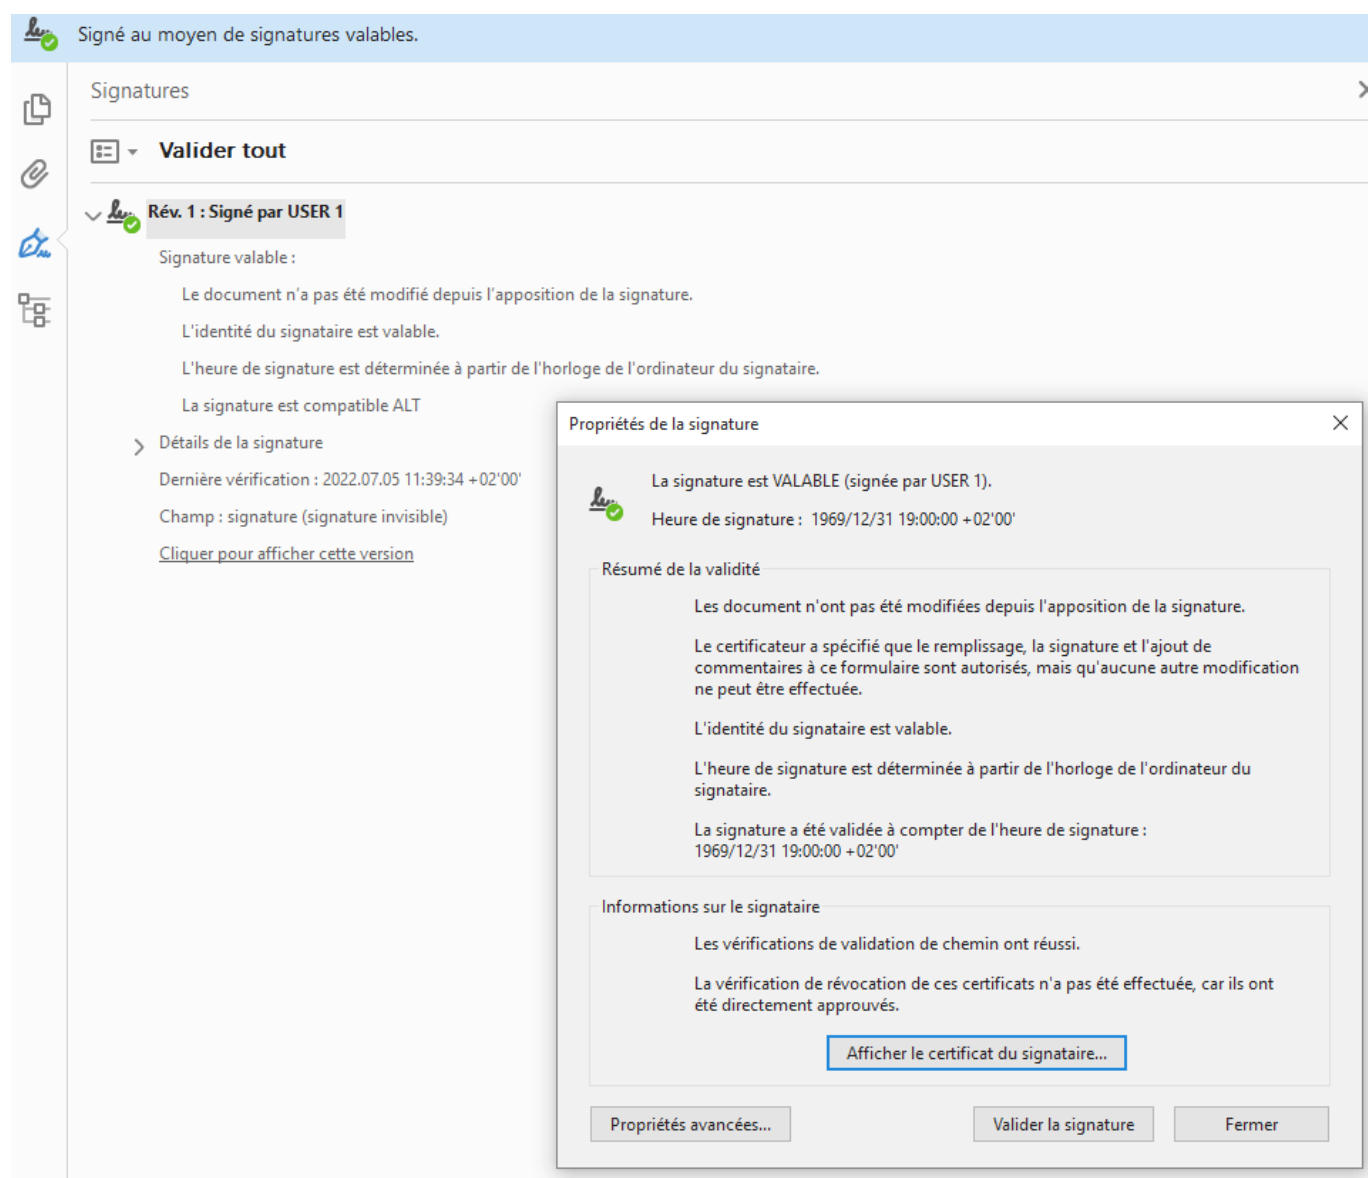 Signé au moyen de signatures valables.
Signatures
Valider tout
Rév. 1 : Signé par USER 1
Signature valable :
Le document n'a pas été modifié depuis l'apposition de la signature.
L'identité du signataire est valable.
L'heure de signature est déterminée à partir de l'horloge de l'ordinateur du signataire.
La signature est compatible ALT
Détails de la signature
Dernière vérification : 2022.07.05 11:39:34 +02'00'
Champ : signature (signature invisible)
Cliquer pour afficher cette version
Propriétés de la signature
La signature est VALABLE (signée par USER 1).
Heure de signature : 1969/12/31 19:00:00 +02'00'
Résumé de la validité
Les document n'ont pas été modifiées depuis l'apposition de la signature.
Le certificateur a spécifié que le remplissage, la signature et l'ajout de
commentaires à ce formulaire sont autorisés, mais qu'aucune autre modification
ne peut être effectuée.
L'identité du signataire est valable.
L'heure de signature est déterminée à partir de l'horloge de l'ordinateur du
signataire.
La signature a été validée à compter de l'heure de signature :
1969/12/31 19:00:00 +02'00'
Informations sur le signataire
Les vérifications de validation de chemin ont réussi.
La vérification de révocation de ces certificats n'a pas été effectuée, car ils ont
été directement approuvés.
Afficher le certificat du signataire...
Propriétés avancées...
Valider la signature
Fermer